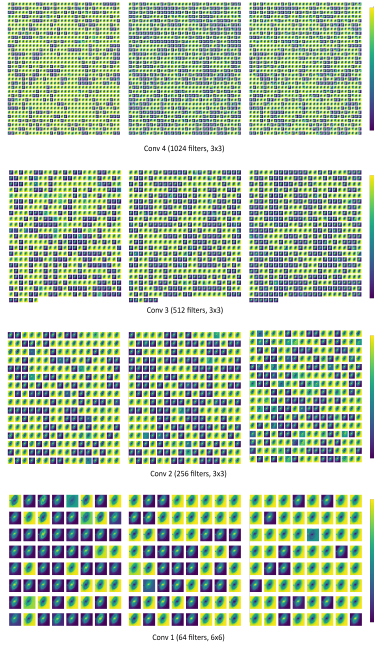 Conv 4 (1024 filters, 3x3)
Conv 3 (512 filters, 3x3)
Conv 2 (256 filters, 3x3)
Conv 1 (64 filters, 6x6)